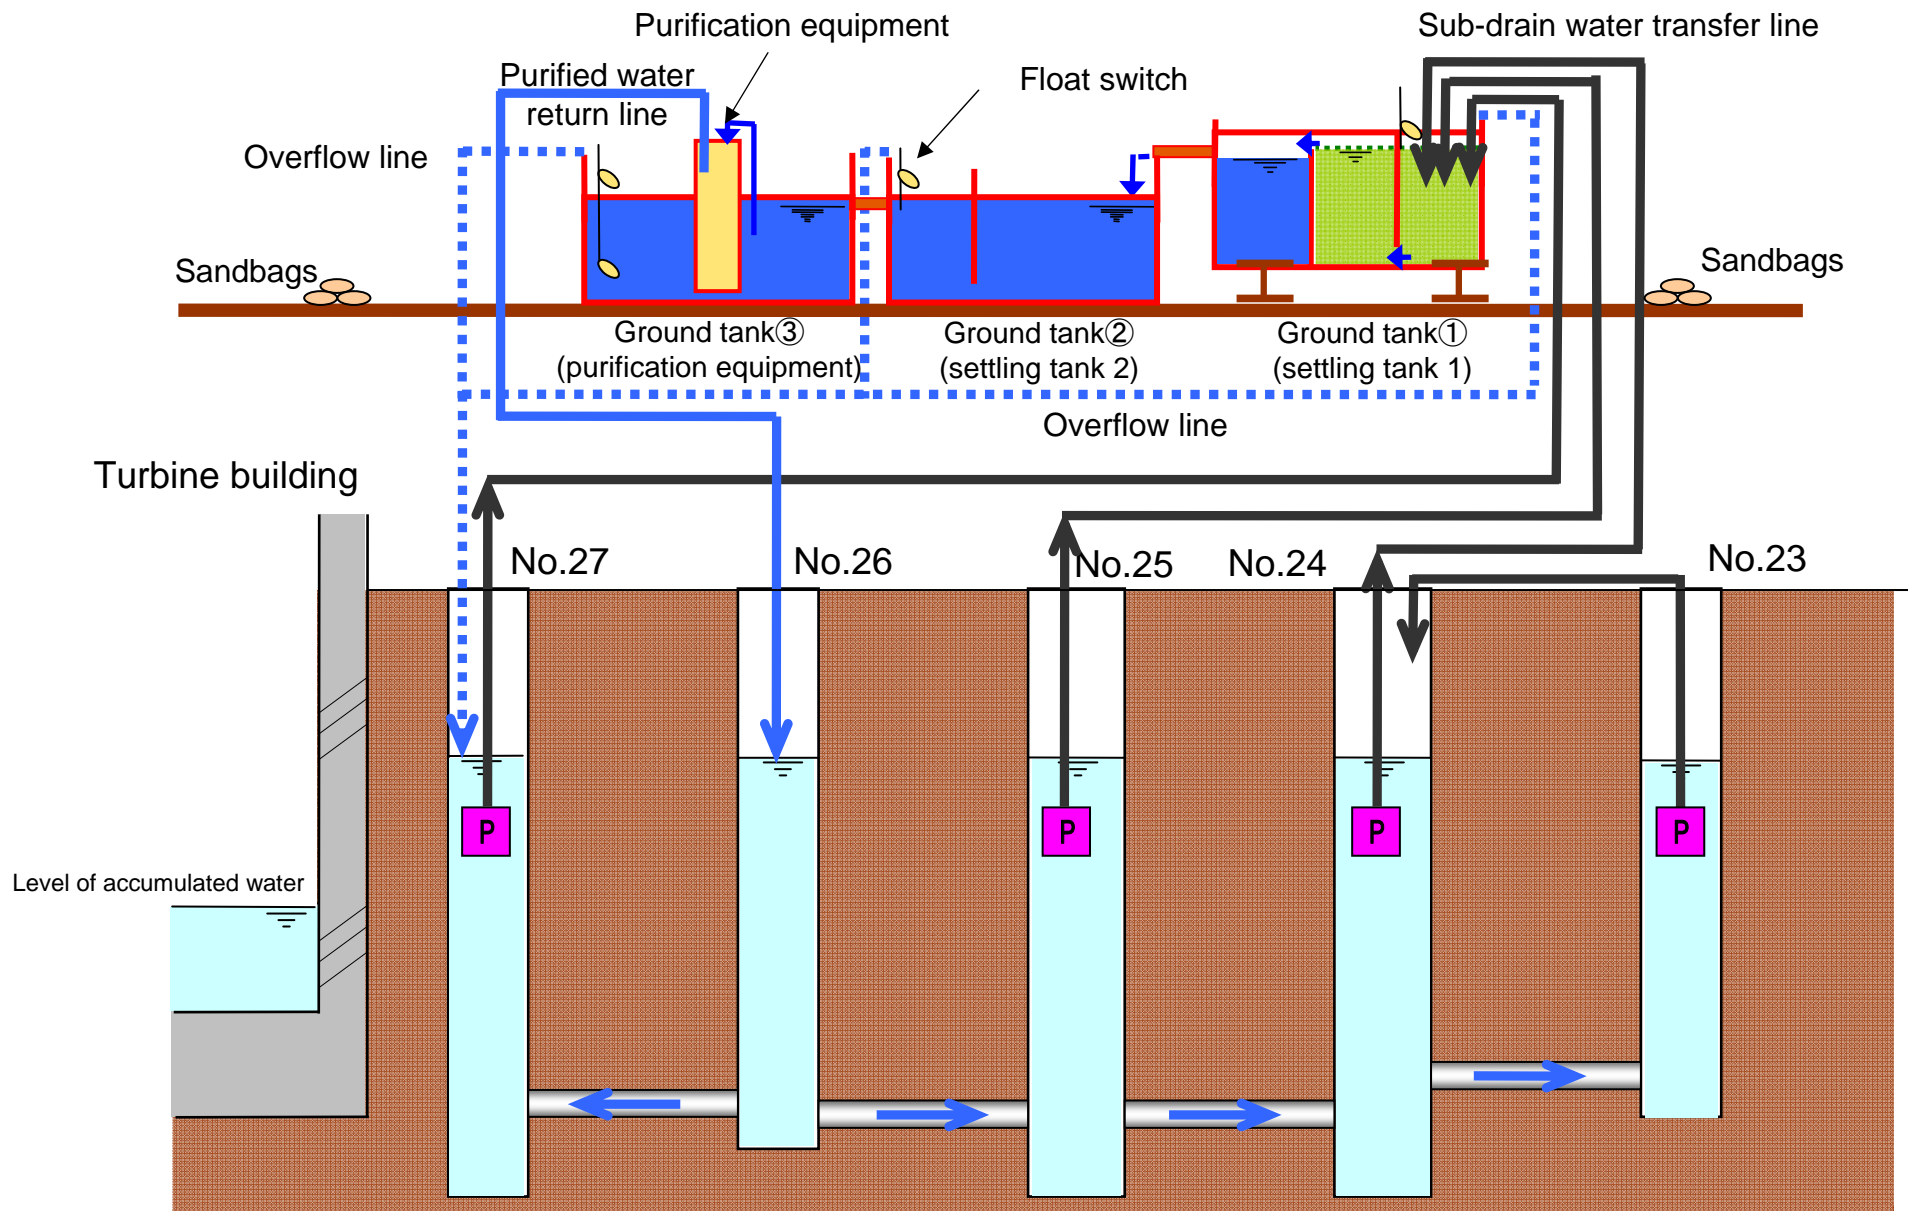 Purification equipment
Sub-drain water transfer line
Purified water
return line
Float switch
Overflow line
Sandbags
Sandbags
Ground tank③
(purification equipment)
Ground tank②
(settling tank 2)
Ground tank①
(settling tank 1)
Overflow line
Turbine building
No.27
No.26
No.25
No.24
No.23
P
P
P
P
Level of accumulated water